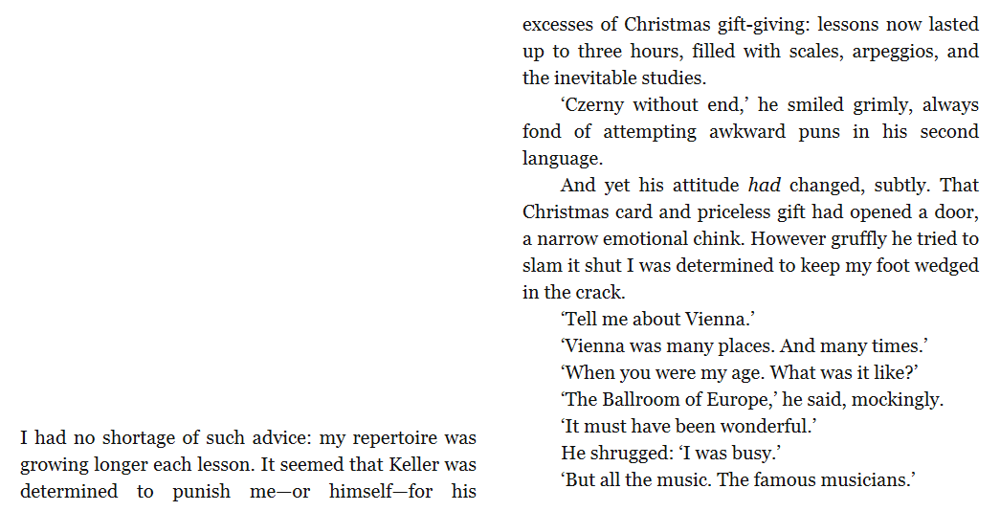 I had no shortage of such advice: my repertoire was
growing longer each lesson. It seemed that Keller was
determined to punish me—or himself—for his
excesses of Christmas gift-giving: lessons now lasted
up to three hours, filled with scales, arpeggios, and
the inevitable studies.
‘Czerny without end,’ he smiled grimly, always
fond of attempting awkward puns in his second
language.
And yet his attitude had changed, subtly. That
Christmas card and priceless gift had opened a door,
a narrow emotional chink. However gruffly he tried to
slam it shut I was determined to keep my foot wedged
in the crack.
‘Tell me about Vienna.’
‘Vienna was many places. And many times.’
‘When you were my age. What was it like?’
‘The Ballroom of Europe,’ he said, mockingly.
‘It must have been wonderful.’
He shrugged: ‘I was busy.’
‘But all the music. The famous musicians.’